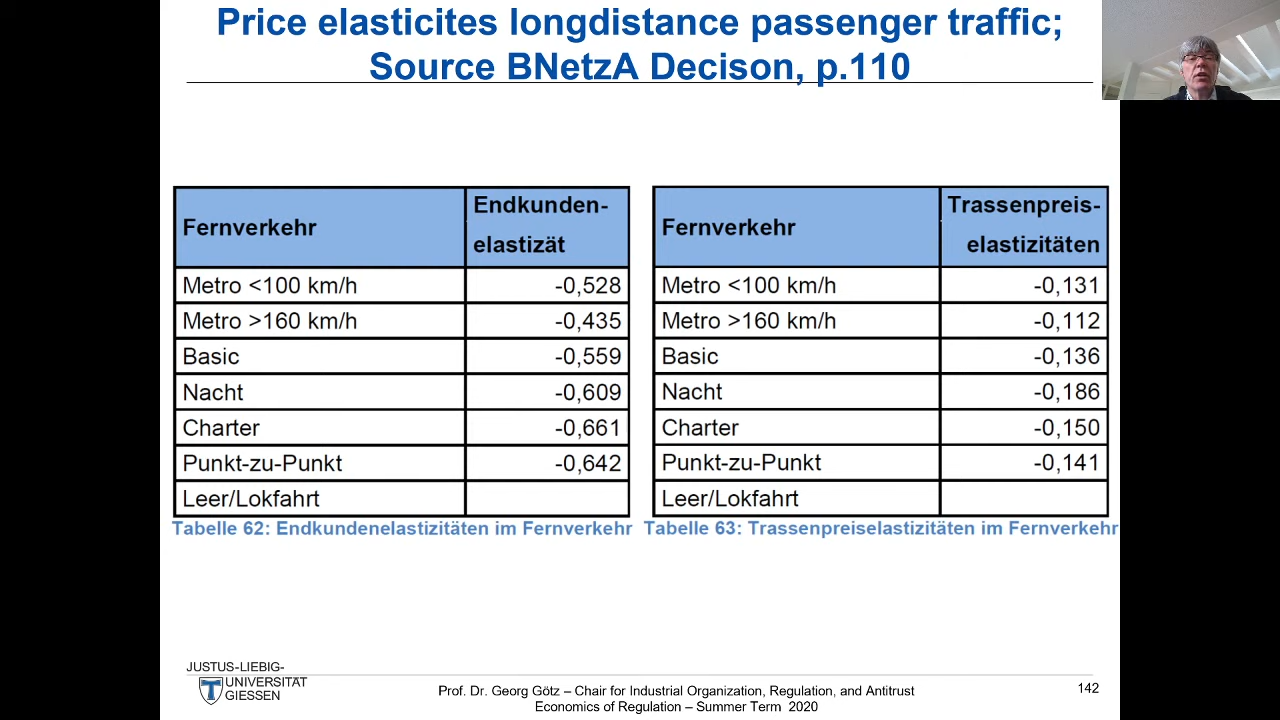 Price elasticites longdistance passenger traffic;
Source BNetzA Decison, p.110
Fernverkehr
Endkunden-
elastizät
Metro <100 km/h -0,528
Metro >160 km/h -0,435
Basic -0,559
Nacht -0,609
Charter -0,661
Punkt-zu-Punkt -0,642
Leer/Lokfahrt
Tabelle 62: Endkundenelastizitäten im Fernverkehr
Fernverkehr
Trassenpreis-
elastizitäten
Metro <100 km/h -0,131
Metro >160 km/h -0,112
Basic -0,136
Nacht -0,186
Charter -0,150
Punkt-zu-Punkt -0,141
Leer/Lokfahrt
Tabelle 63: Trassenpreiselastizitäten im Fernverkehr
JUSTUS-LIEBIG-
UNIVERSITÄT
GIESSEN
Prof. Dr. Georg Götz – Chair for Industrial Organization, Regulation, and Antitrust
Economics of Regulation – Summer Term 2020
142